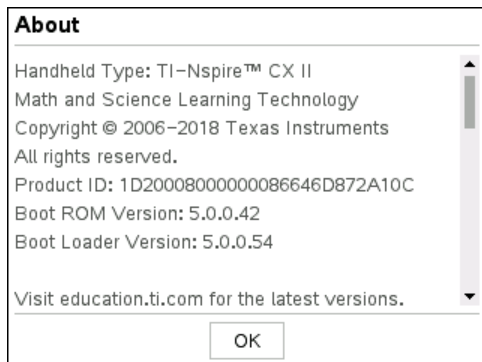 About
Handheld Type: TI-Nspire™ CX II
Math and Science Learning Technology
Copyright © 2006-2018 Texas Instruments
All rights reserved.
Product ID: 1D20008000000086646D872A10C
Boot ROM Version: 5.0.0.42
Boot Loader Version: 5.0.0.54
Visit education.ti.com for the latest versions.
OK